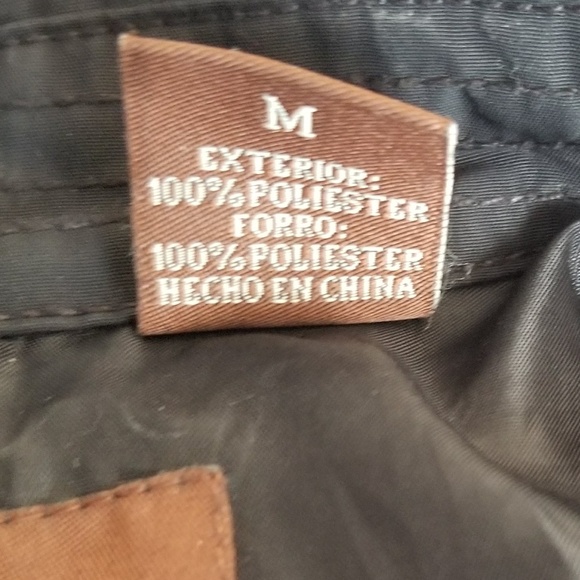 M
EXTERIOR:
100% POLIESTER
FORRO:
100% POLIESTER
HECHO EN CHINA